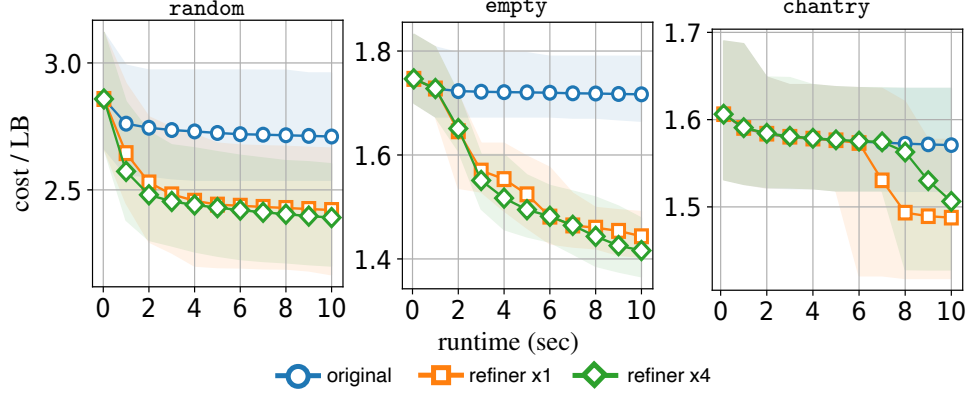 random
empty
chantry
cost / LB
3.0
2.5
0 2 4 6 8 10
1.8
1.6
1.4
0 2 4 6 8 10
1.7
1.6
1.5
0 2 4 6 8 10
runtime (sec)
original refiner x1 refiner x4